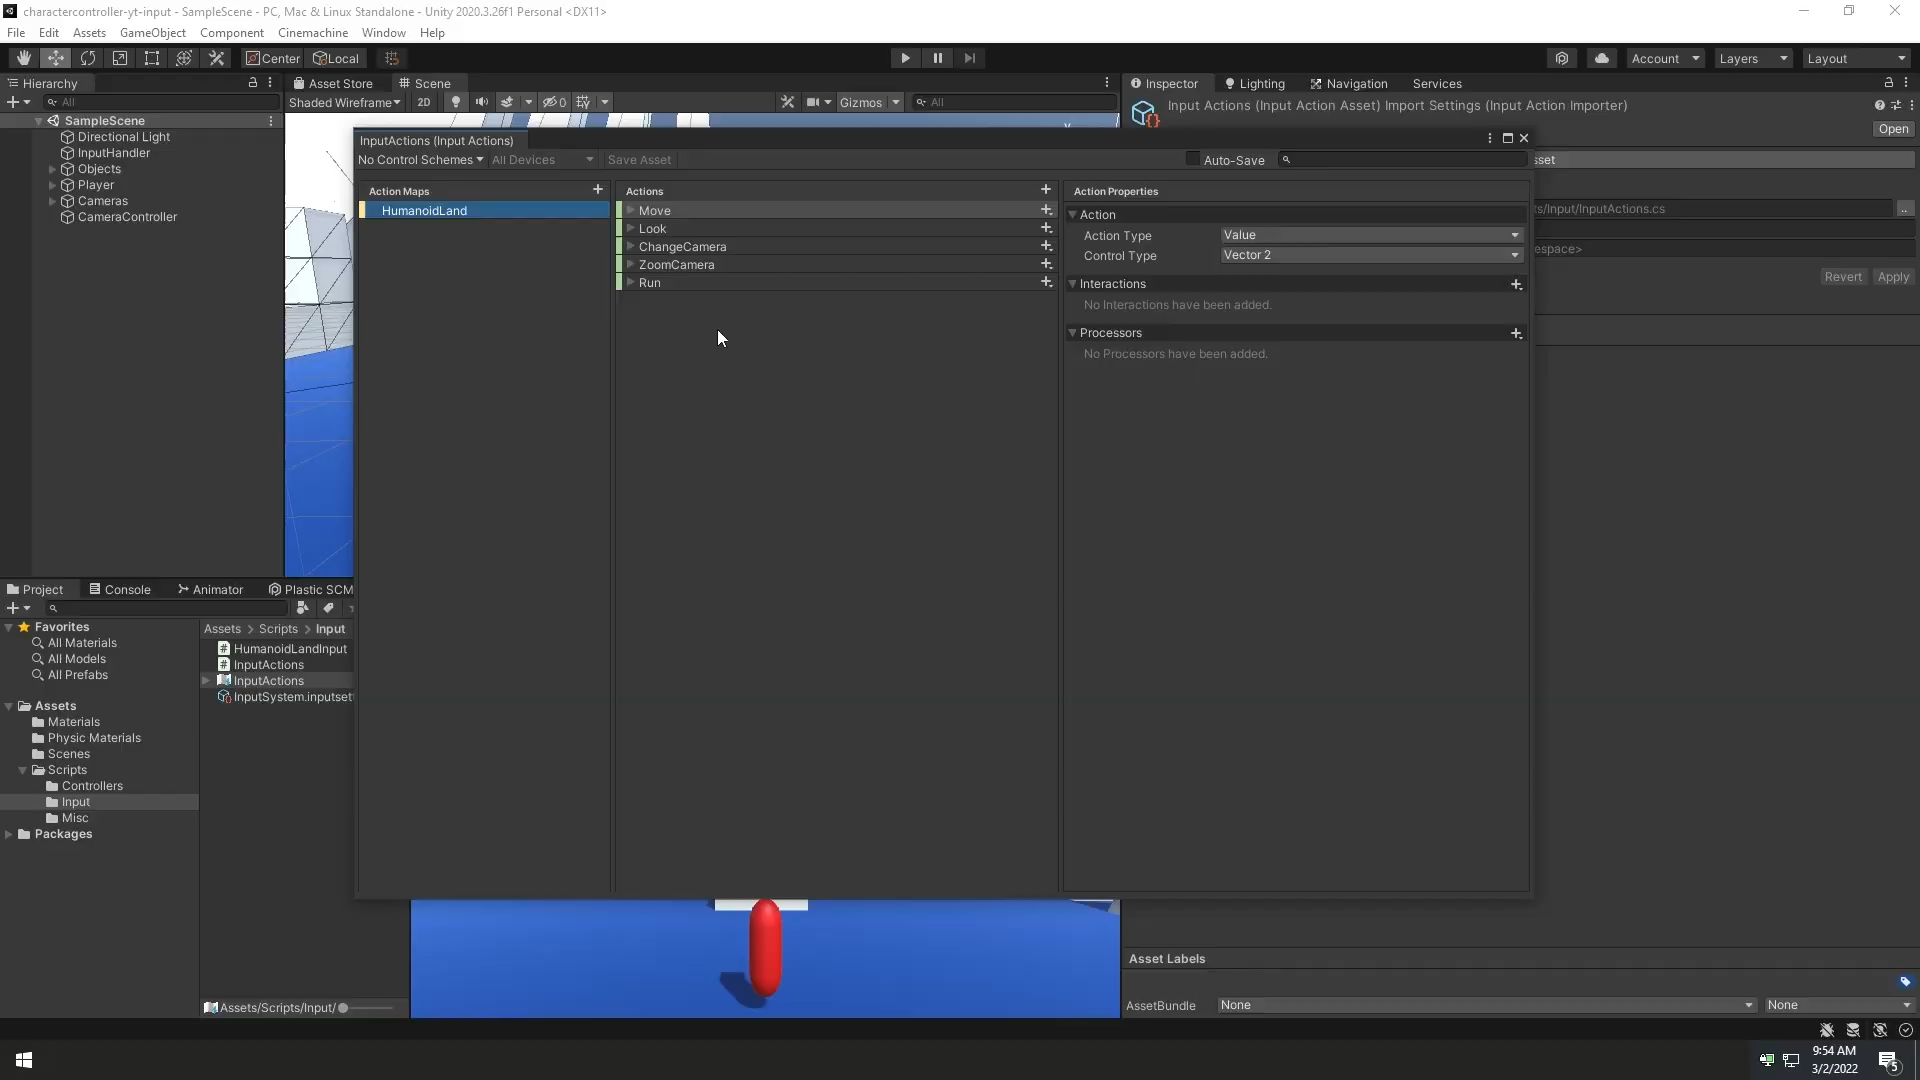 charactercontroller-yt-input - SampleScene - PC, Mac & Linux Standalone - Unity 2020.3.26f1 Personal <DX11>
File Edit Assets GameObject Component Cinemachine Window Help
Center Local Account Layers Layout
Hierarchy
All
SampleScene
Directional Light
InputHandler
Objects
Player
Cameras
CameraController
Asset Store Scene
Shaded Wireframe 2D 0 Gizmos All
InputActions (Input Actions)
No Control Schemes All Devices Save Asset Auto-Save
Action Maps
HumanoidLand
Actions
Move
Look
ChangeCamera
ZoomCamera
Run
Action Properties
Action
Action Type Value
Control Type Vector 2
Interactions
No Interactions have been added.
Processors
No Processors have been added.
Inspector Lighting Navigation Services
Input Actions (Input Action Asset) Import Settings (Input Action Importer)
Open
sset
s/Input/InputActions.cs
..
espace>
Revert Apply
Project Console Animator Plastic SCM
Favorites
All Materials
All Models
All Prefabs
Assets
Materials
Physic Materials
Scenes
Scripts
Controllers
Input
Misc
Packages
Assets > Scripts > Input
HumanoidLandInput
InputActions
InputActions
InputSystem.inputsett
Assets/Scripts/Input/
Asset Labels
AssetBundle None None
9:54 AM
3/2/2022
5